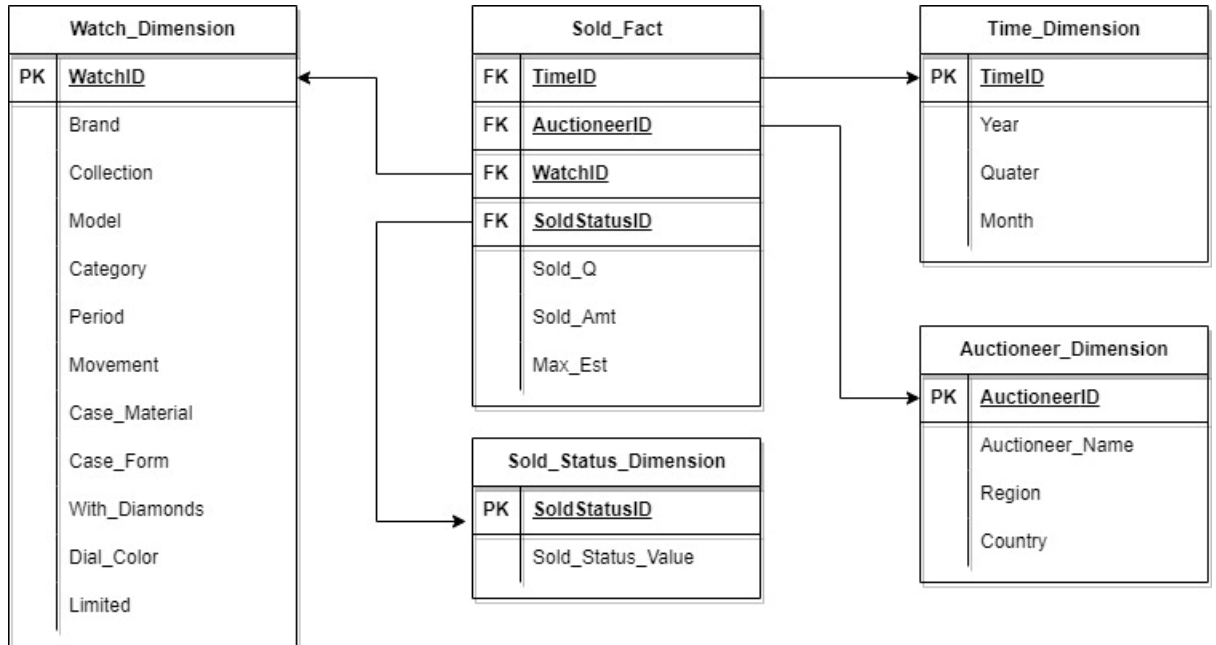 Watch_Dimension
PK WatchID
Brand
Collection
Model
Category
Period
Movement
Case_Material
Case_Form
With_Diamonds
Dial_Color
Limited
Sold_Fact
FK TimeID
FK AuctioneerID
FK WatchID
FK SoldStatusID
Sold_Q
Sold_Amt
Max_Est
Sold_Status_Dimension
PK SoldStatusID
Sold_Status_Value
Time_Dimension
PK TimeID
Year
Quater
Month
Auctioneer_Dimension
PK AuctioneerID
Auctioneer_Name
Region
Country